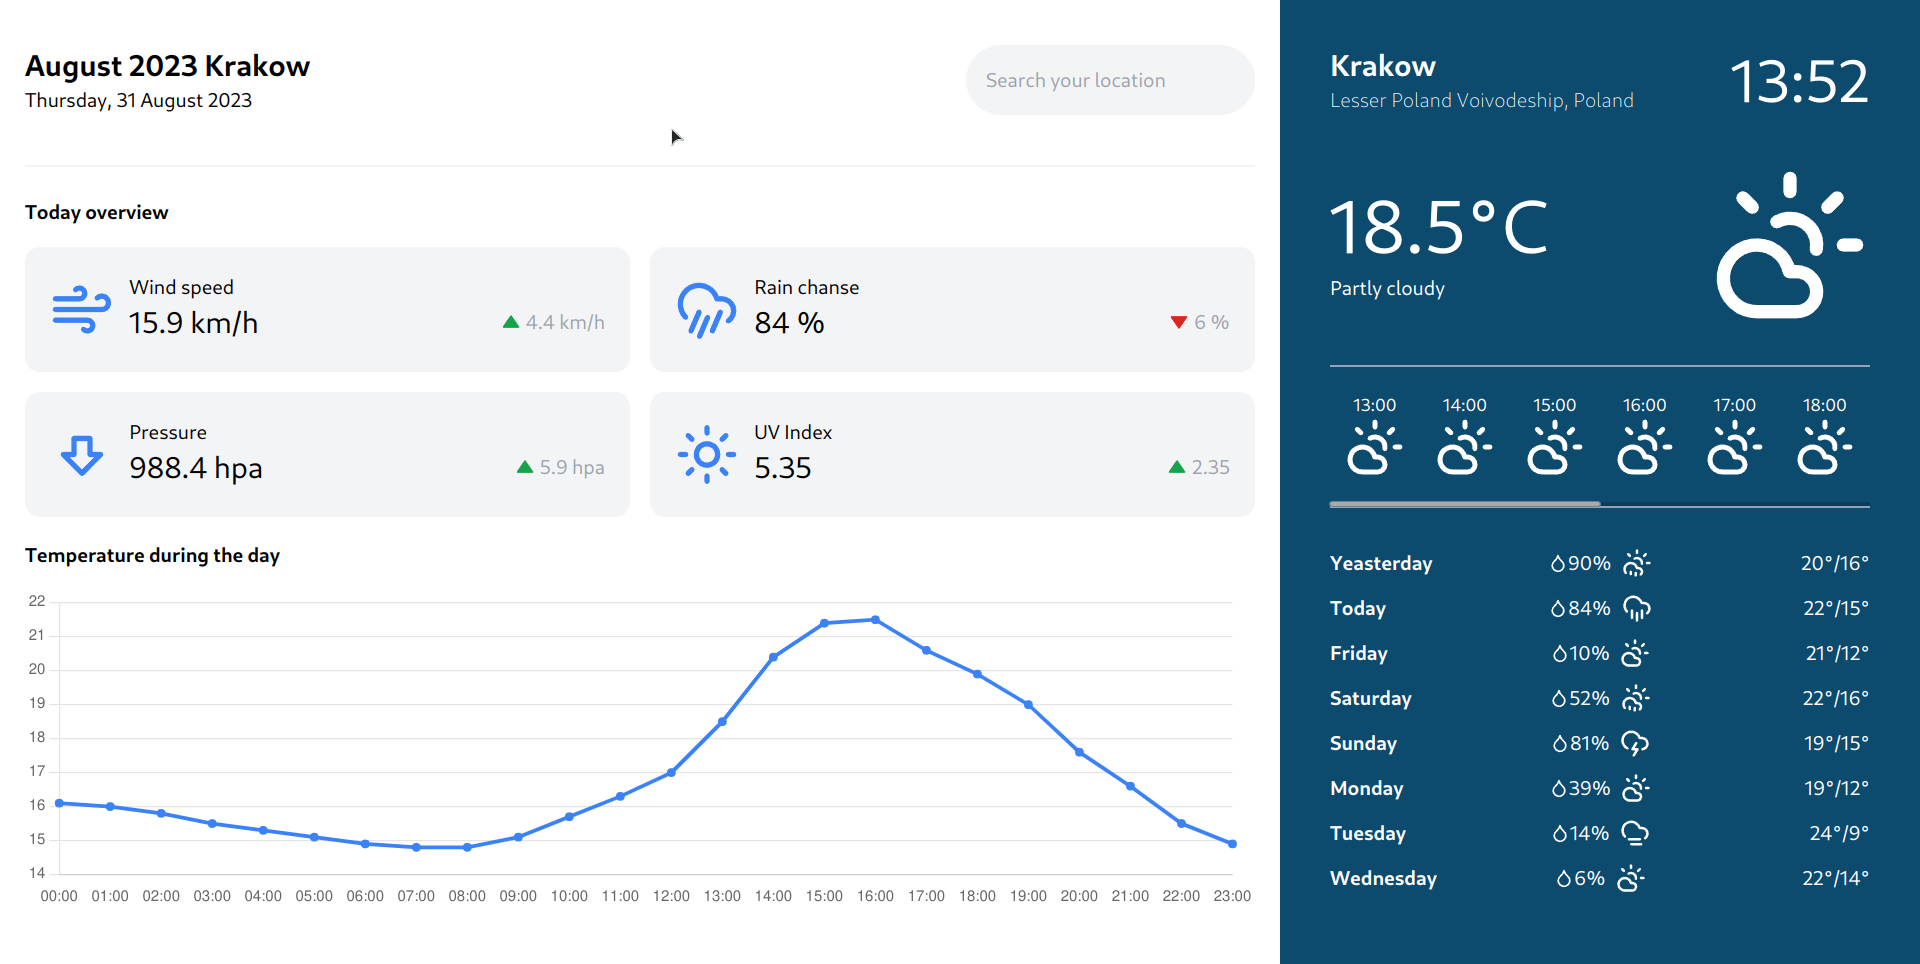 August 2023 Krakow
Thursday, 31 August 2023
Search your location
Today overview
Wind speed
15.9 km/h
4.4 km/h
Rain chanse
84 %
6 %
Pressure
988.4 hpa
5.9 hpa
UV Index
5.35
2.35
Temperature during the day
22
21
20
19
18
17
16
15
14
00:00 01:00 02:00 03:00 04:00 05:00 06:00 07:00 08:00 09:00 10:00 11:00 12:00 13:00 14:00 15:00 16:00 17:00 18:00 19:00 20:00 21:00 22:00 23:00
Krakow
Lesser Poland Voivodeship, Poland
13:52
18.5°C
Partly cloudy
13:00 14:00 15:00 16:00 17:00 18:00
Yeasterday 90% 20°/16°
Today 84% 22°/15°
Friday 10% 21°/12°
Saturday 52% 22°/16°
Sunday 81% 19°/15°
Monday 39% 19°/12°
Tuesday 14% 24°/9°
Wednesday 6% 22°/14°